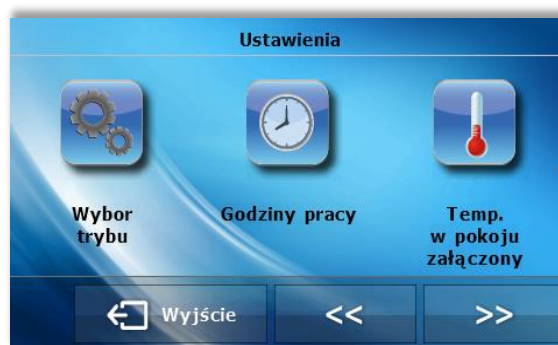 Ustawienia
Wybor
trybu
Godziny pracy
Temp.
w pokoju
załączony
Wyjście
<<
>>